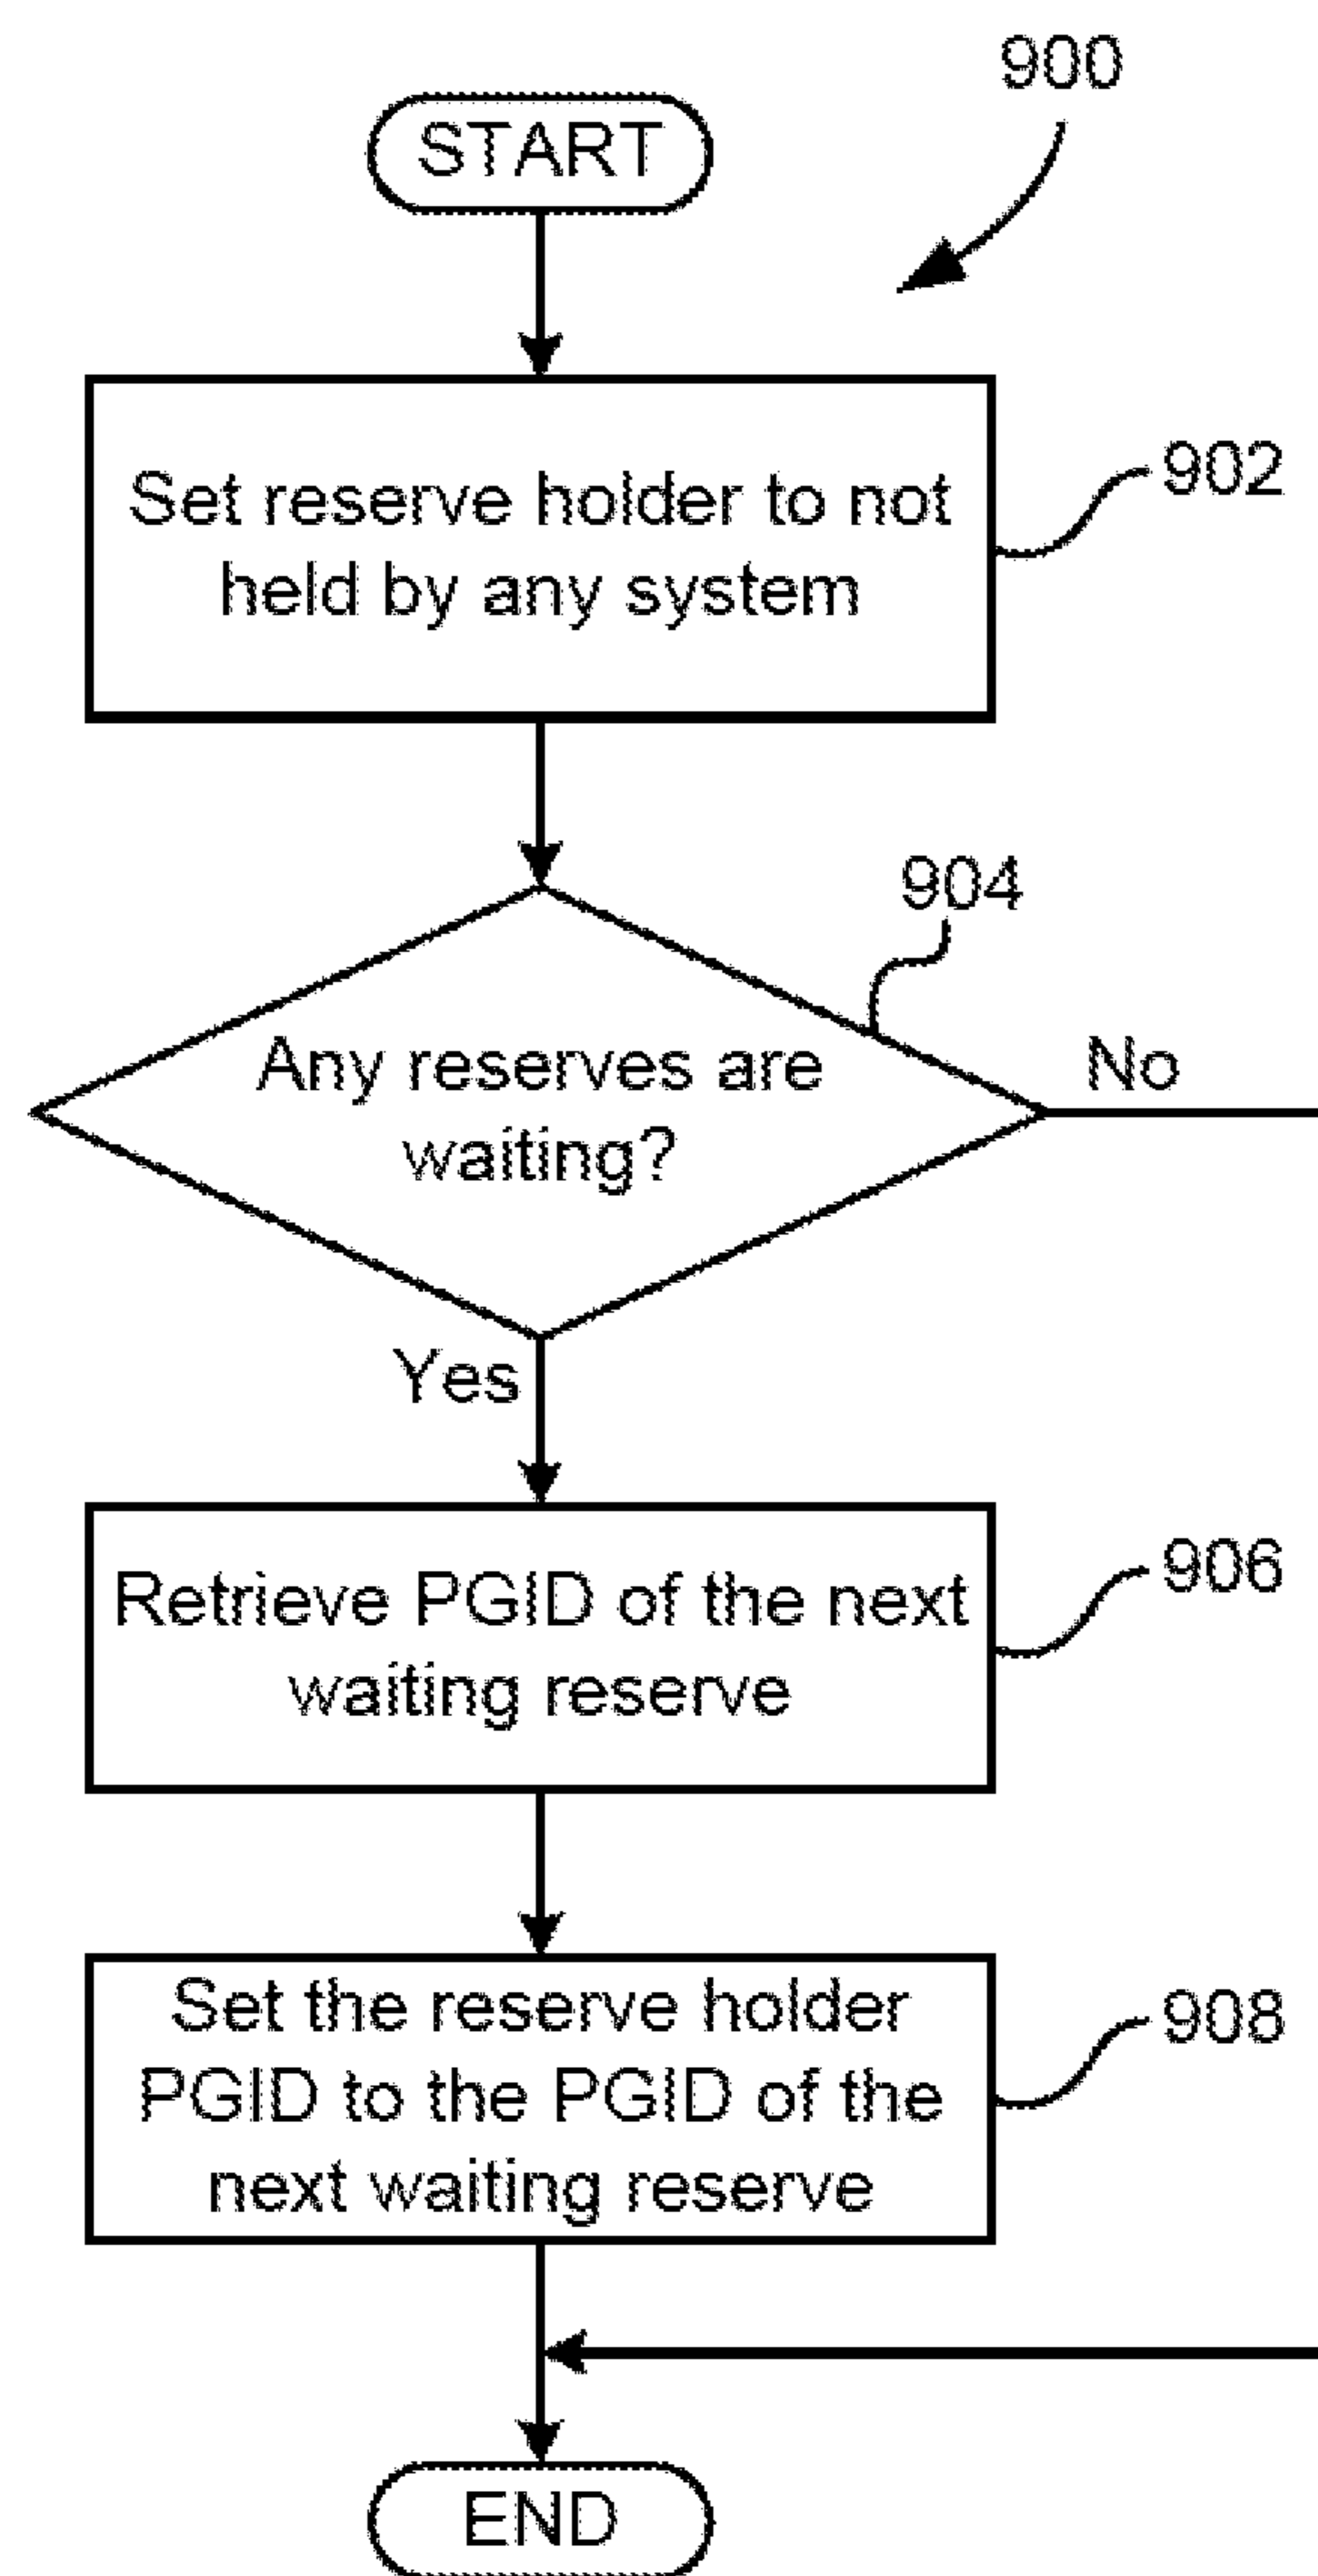 900
START
Set reserve holder to not
held by any system
902
904
Any reserves are
waiting?
No
Yes
Retrieve PGID of the next
waiting reserve
906
Set the reserve holder
PGID to the PGID of the
next waiting reserve
908
END